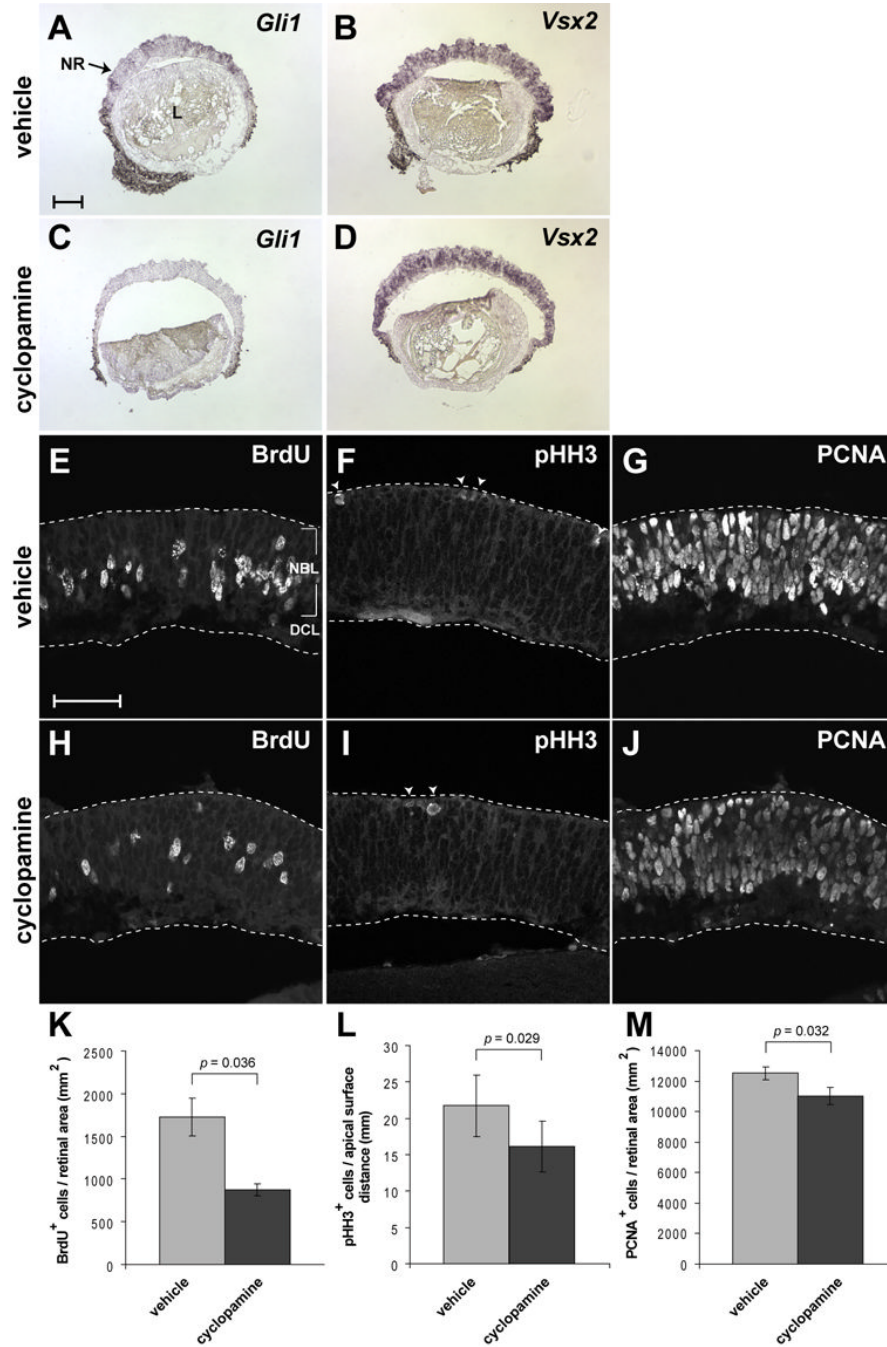 A Gli1
B Vsx2
vehicle
NR
L
C Gli1
D Vsx2
cyclopamine
E BrdU
F pHH3
G PCNA
vehicle
NBL
DCL
H BrdU
I pHH3
J PCNA
cyclopamine
K
p = 0.036
BrdU+ cells / retinal area (mm2)
2500
2000
1500
1000
500
0
vehicle
cyclopamine
L
p = 0.029
pHH3+ cells / apical surface
distance (mm)
30
25
20
15
10
5
0
vehicle
cyclopamine
M
p = 0.032
PCNA + cells / retinal area (mm2)
14000
12000
10000
8000
6000
4000
2000
0
vehicle
cyclopamine